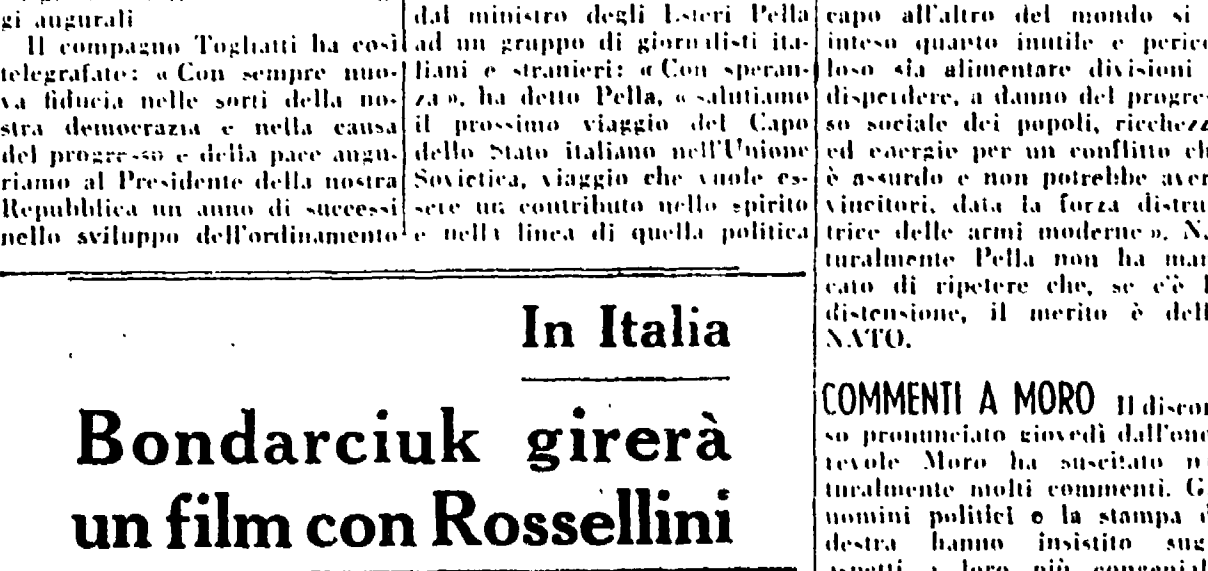 gi augurali
Il compagno Togliatti ha così
telegrafato: «Con sempre nuo-
va fiducia nelle sorti della no-
stra democrazia e nella causa
del progresso e della pace augu-
riamo al Presidente della nostra
Repubblica un anno di successi
nello sviluppo dell'ordinamento
dal ministro degli Esteri Pella
ad un gruppo di giornalisti ita-
liani e stranieri: «Con speran-
za», ha detto Pella, «salutiamo
il prossimo viaggio del Capo
dello Stato italiano nell'Unione
Sovietica, viaggio che vuole es-
sere un contributo nello spirito
e nella linea di quella politica
capo all'altro del mondo si
inteso quanto inutile e perico
loso sia alimentare divisioni
disperdere, a danno del progres
so sociale dei popoli, ricchezz
ed energie per un conflitto ch
è assurdo e non potrebbe aver
vincitori, data la forza distru
trice delle armi moderne». N
turalmente Pella non ha man
cato di ripetere che, se c'è l
distensione, il merito è dell
NATO.
In Italia
Bondarciuk girerà
un film con Rossellini
COMMENTI A MORO Il discor
so pronunciato giovedì dall'ono
revole Moro ha suscitato n
turalmente molti commenti. G
uomini politici e la stampa d
destra hanno insistito sug
aspetti a loro più congenial